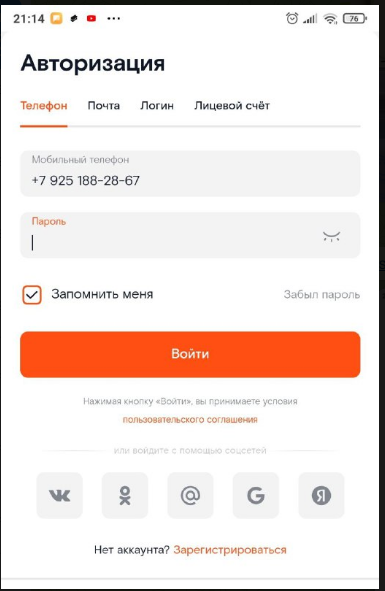 21:14 76
Авторизация
Телефон Почта Логин Лицевой счёт
Мобильный телефон
+7 925 188-28-67
Пароль
Запомнить меня Забыл пароль
Войти
Нажимая кнопку «Войти», вы принимаете условия
пользовательского соглашения
или войдите с помощью соцсетей
Нет аккаунта? Зарегистрироваться